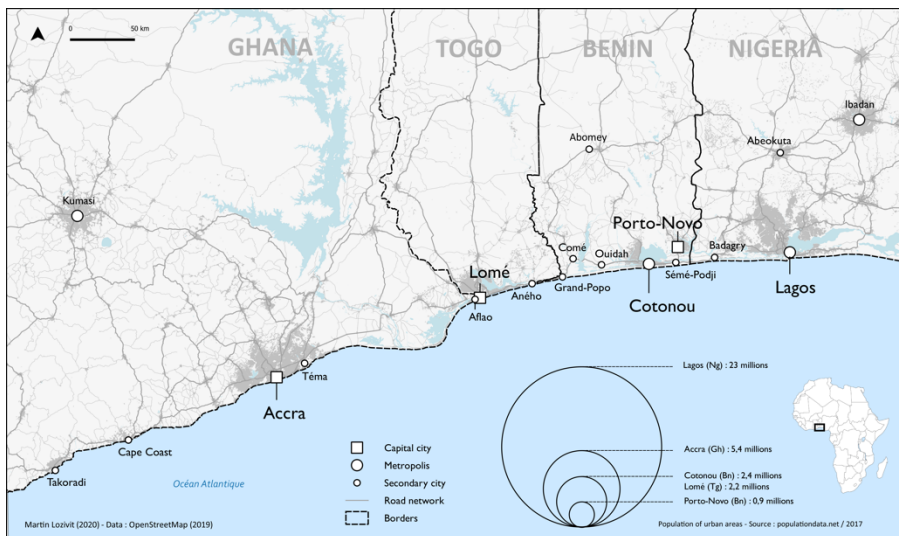 0 50 km
GHANA
TOGO
BENIN
NIGERIA
Ibadan
Abomey
Abeokuta
Kumasi
Porto-Novo
Comé
Ouidah
Badagry
Lomé
Aného
Grand-Popo
Sémé-Podji
Aflao
Cotonou
Lagos
Téma
Accra
Cape Coast
Takoradi
Océan Atlantique
Capital city
Metropolis
Secondary city
Road network
Borders
Lagos (Ng) : 23 millions
Accra (Gh) : 5,4 millions
Cotonou (Bn) : 2,4 millions
Lomé (Tg) : 2,2 millions
Porto-Novo (Bn) : 0,9 millions
Martin Lozivit (2020) - Data : OpenStreetMap (2019)
Population of urban areas - Source : populationdata.net / 2017